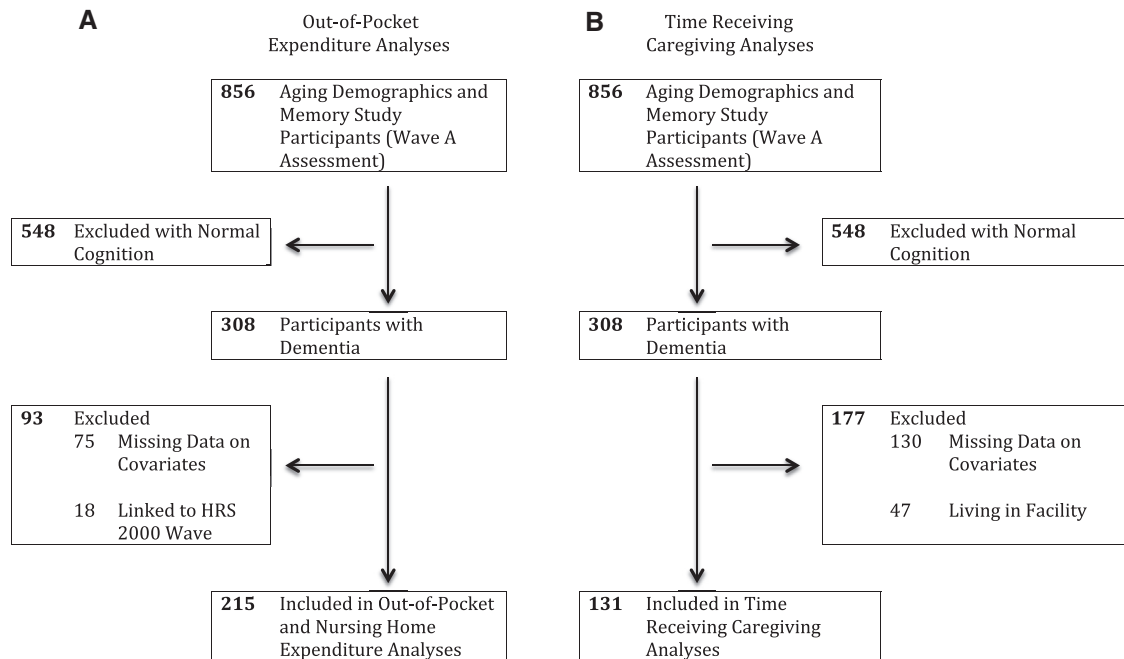 A
Out-of-Pocket
Expenditure Analyses
856 Aging Demographics and
Memory Study
Participants (Wave A
Assessment)
548 Excluded with Normal
Cognition
308 Participants with
Dementia
93 Excluded
75 Missing Data on
Covariates
18 Linked to HRS
2000 Wave
215 Included in Out-of-Pocket
and Nursing Home
Expenditure Analyses
B
Time Receiving
Caregiving Analyses
856 Aging Demographics and
Memory Study
Participants (Wave A
Assessment)
548 Excluded with Normal
Cognition
308 Participants with
Dementia
177 Excluded
130 Missing Data on
Covariates
47 Living in Facility
131 Included in Time
Receiving Caregiving
Analyses